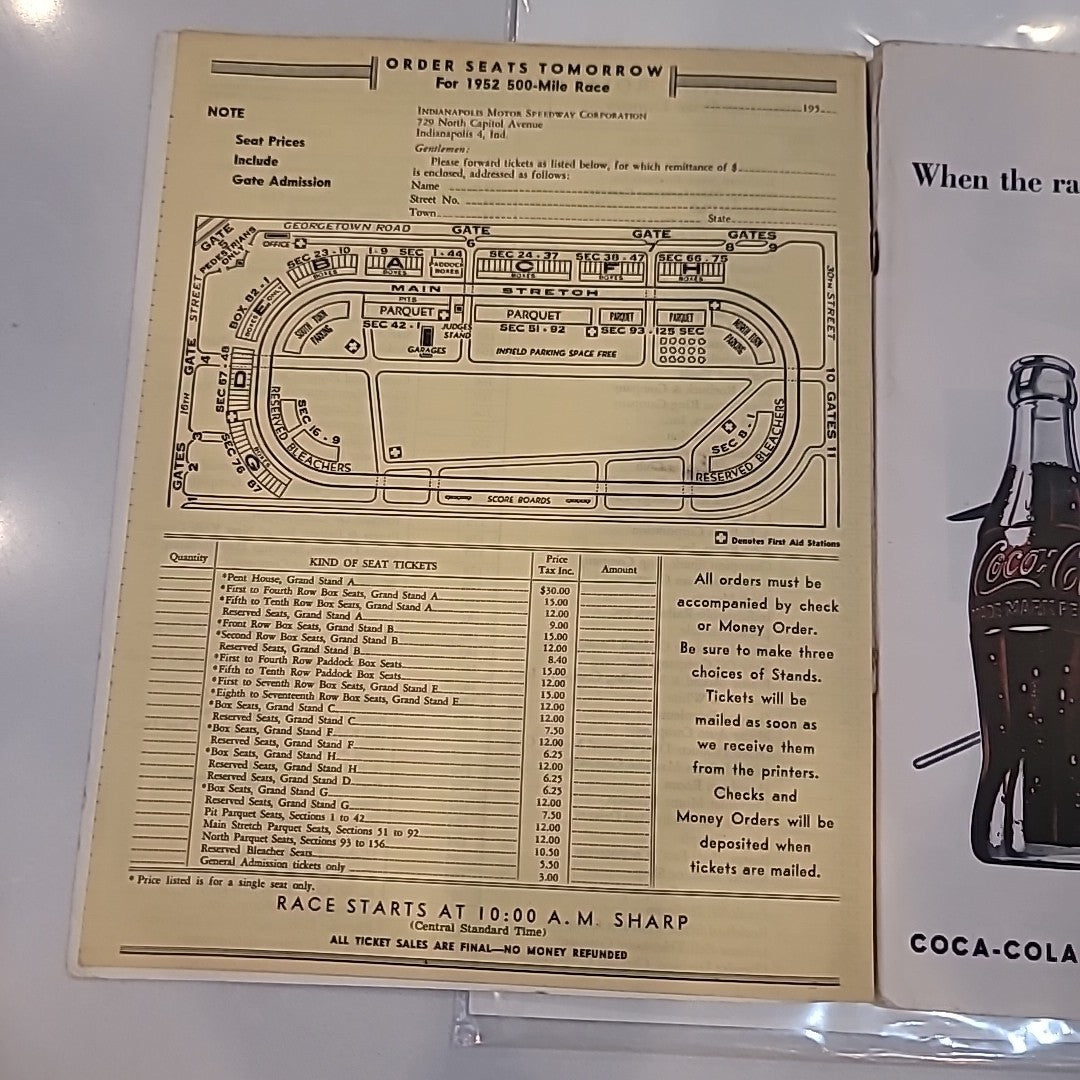 ORDER SEATS TOMORROW
For 1952 500-Mile Race
195
NOTE
Seat Prices
Include
Gate Admission
INDIANAPOLIS MOTOR SPEEDWAY CORPORATION
729 North Capitol Avenue
Indianapolis 4, Ind.
Gentlemen:
Please forward tickets as listed below, for which remittance of $
is enclosed, addressed as follows:
Name
Street No.
Town State
GATE 5 PEDESTRIANS ONLY
GEORGETOWN ROAD
OFFICE
GATE 6
GATE 7
GATES 8 9
SEC 23-10
B
BOXES
1-9 SEC
A
BOXES
1-44
PADDOCK BOXES
SEC 24-37
C
BOXES
SEC 38-47
F
BOXES
SEC 66-75
H
BOXES
MAIN STRETCH
PITS
PARQUET
SEC 42-1
JUDGES STAND
GARAGES
PARQUET
SEC 51-92
PARQUET
PARQUET
SEC 93-125 SEC
INFIELD PARKING SPACE FREE
SOUTH TURN PARKING
NORTH TURN PARKING
BOX 82-1
E
16TH STREET
30TH STREET
GATE 4
SEC 67-48
D
GATES 1 2 3
SEC 76 87
G
BOXES
SEC 16-9
RESERVED BLEACHERS
SEC 8-1
RESERVED BLEACHERS
10 GATES 11
SCORE BOARDS
Denotes First Aid Stations
Quantity KIND OF SEAT TICKETS Price Tax Inc. Amount
*Pent House, Grand Stand A $30.00
*First to Fourth Row Box Seats, Grand Stand A 15.00
*Fifth to Tenth Row Box Seats, Grand Stand A 12.00
Reserved Seats, Grand Stand A 9.00
*Front Row Box Seats, Grand Stand B 15.00
*Second Row Box Seats, Grand Stand B 12.00
Reserved Seats, Grand Stand B 8.40
*First to Fourth Row Paddock Box Seats 15.00
*Fifth to Tenth Row Paddock Box Seats 12.00
*First to Seventh Row Box Seats, Grand Stand E 15.00
*Eighth to Seventeenth Row Box Seats, Grand Stand E 12.00
*Box Seats, Grand Stand C 12.00
Reserved Seats, Grand Stand C 7.50
*Box Seats, Grand Stand F 12.00
Reserved Seats, Grand Stand F 6.25
*Box Seats, Grand Stand H 12.00
Reserved Seats, Grand Stand H 6.25
Reserved Seats, Grand Stand D 6.25
*Box Seats, Grand Stand G 12.00
Reserved Seats, Grand Stand G 7.50
Pit Parquet Seats, Sections 1 to 42 12.00
Main Stretch Parquet Seats, Sections 51 to 92 12.00
North Parquet Seats, Sections 93 to 156 10.50
Reserved Bleacher Seats 5.50
General Admission tickets only 3.00
* Price listed is for a single seat only.
All orders must be
accompanied by check
or Money Order.
Be sure to make three
choices of Stands.
Tickets will be
mailed as soon as
we receive them
from the printers.
Checks and
Money Orders will be
deposited when
tickets are mailed.
RACE STARTS AT 10:00 A.M. SHARP
(Central Standard Time)
ALL TICKET SALES ARE FINAL—NO MONEY REFUNDED
When the ra
Coca-C
COCA-COLA